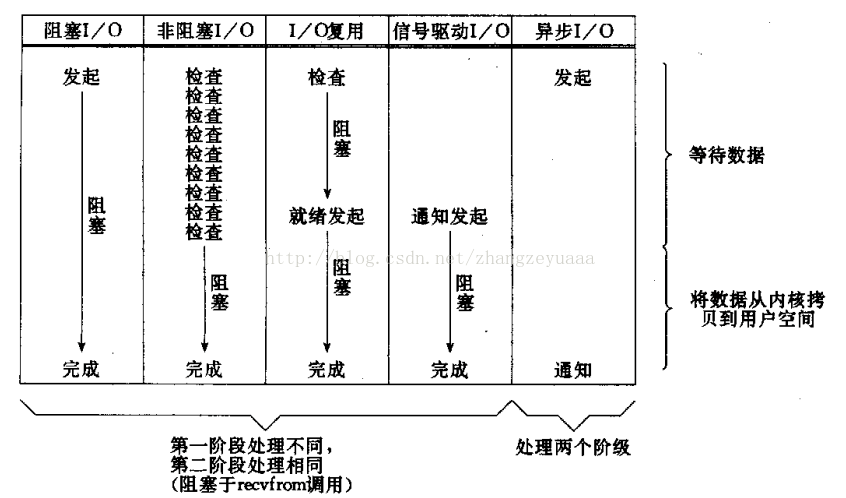 阻塞I/O 非阻塞I/O I/O复用 信号驱动I/O 异步I/O
发起 检查 检查 发起
检查
检查
检查
检查
检查
检查
检查
检查
阻塞
阻塞
就绪发起 通知发起
阻塞
阻塞
阻塞
完成 完成 完成 完成 通知
等待数据
将数据从内核拷
贝到用户空间
http://blog.csdn.net/zhangzeyuaaa
第一阶段处理不同，
第二阶段处理相同
（阻塞于recvfrom调用）
处理两个阶级